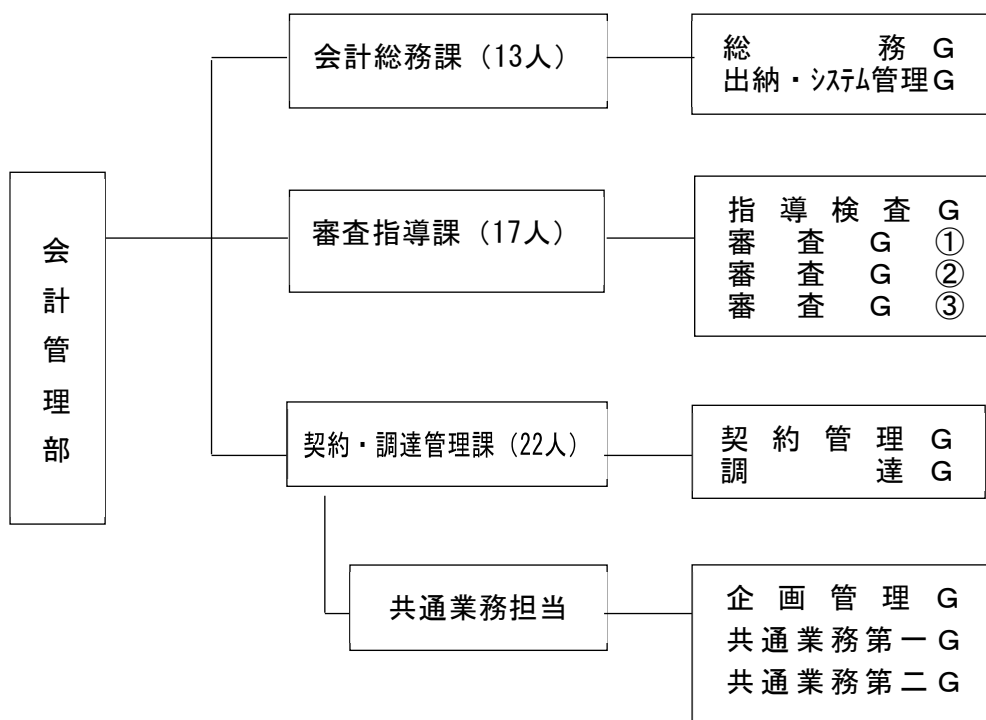 会計管理部
会計総務課（13人）
総務G
出納・ｼｽﾃﾑ管理G
審査指導課（17人）
指導検査G
審査G①
審査G②
審査G③
契約・調達管理課（22人）
契約管理G
調達G
共通業務担当
企画管理G
共通業務第一G
共通業務第二G